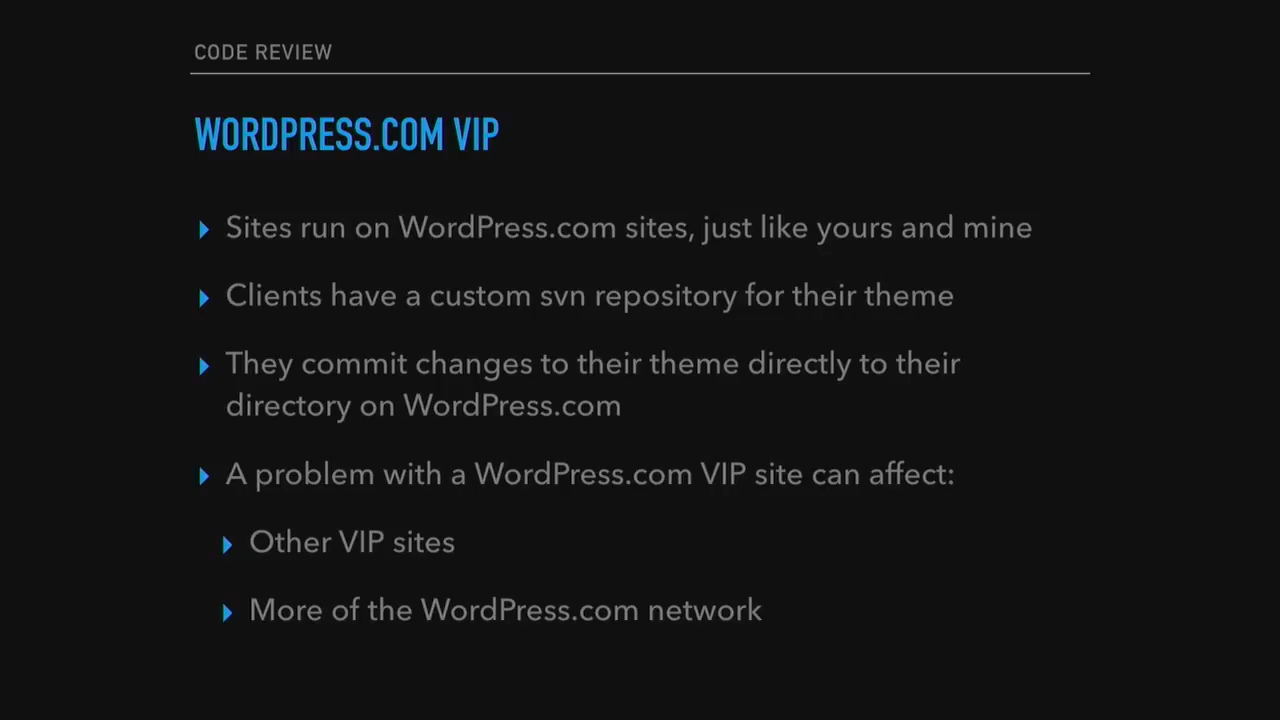 CODE REVIEW
WORDPRESS.COM VIP
Sites run on WordPress.com sites, just like yours and mine
Clients have a custom svn repository for their theme
They commit changes to their theme directly to their
directory on WordPress.com
A problem with a WordPress.com VIP site can affect:
Other VIP sites
More of the WordPress.com network